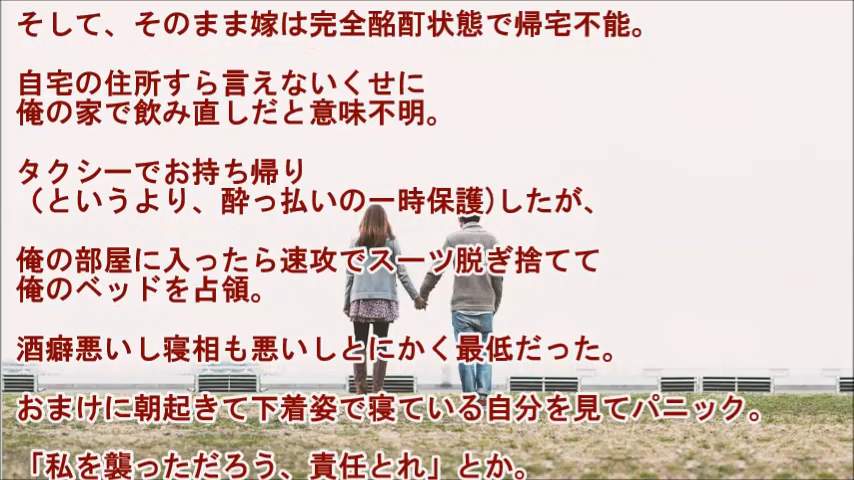 そして、そのまま嫁は完全酩酊状態で帰宅不能。
自宅の住所すら言えないくせに
俺の家で飲み直しだと意味不明。
タクシーでお持ち帰り
（というより、酔っ払いの一時保護)したが、
俺の部屋に入ったら速攻でスーツ脱ぎ捨てて
俺のベッドを占領。
酒癖悪いし寝相も悪いしとにかく最低だった。
おまけに朝起きて下着姿で寝ている自分を見てパニック。
「私を襲っただろう、責任とれ」とか。